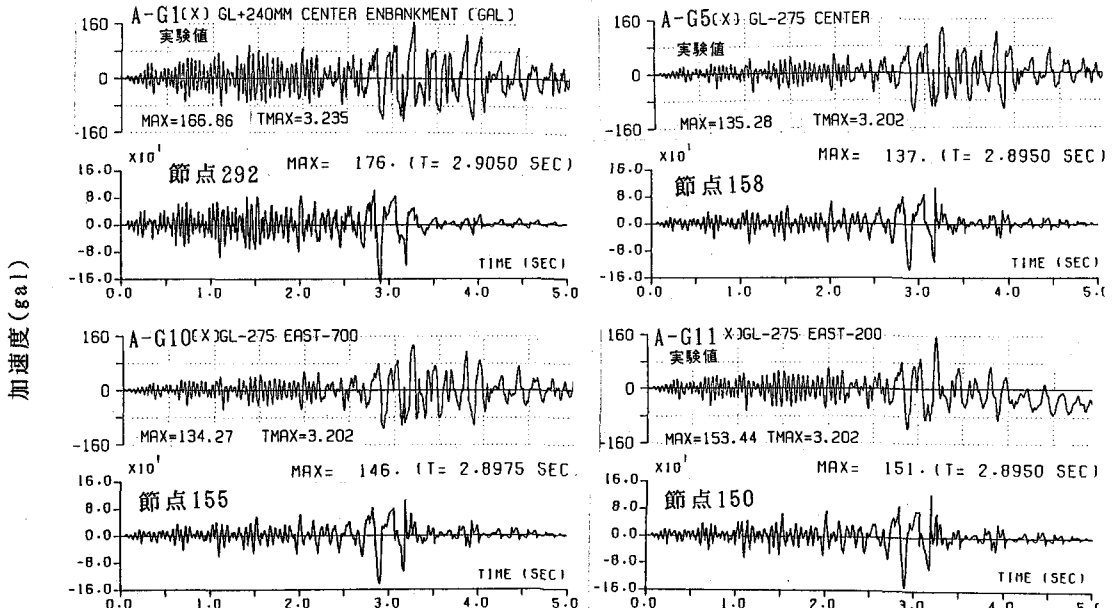 A-G1(X) GL+240MM CENTER ENBANKMENT (GAL)
実験値
160
0
160
MAX=166.86 TMAX=3.235
A-G5(X) GL-275 CENTER
実験値
160
0
-160
MAX=135.28 TMAX=3.202
×10¹
MAX= 176. (T= 2.9050 SEC)
節点292
16.0
8.0
0.0
-8.0
-16.0
TIME (SEC)
0.0 1.0 2.0 3.0 4.0 5.0
×10¹
MAX= 137. (T= 2.8950 SEC)
節点158
16.0
8.0
0.0
-8.0
-16.0
TIME (SEC)
0.0 1.0 2.0 3.0 4.0 5.0
加速度(gal)
A-G10(X)GL-275 EAST-700
160
0
-160
MAX=134.27 TMAX=3.202
A-G11 X)GL-275 EAST-200
実験値
160
0
-160
MAX=153.44 TMAX=3.202
×10¹
MAX= 146. (T= 2.8975 SEC
節点155
16.0
8.0
0.0
-8.0
-16.0
TIME (SEC)
0.0 1.0 2.0 3.0 4.0 5.0
×10¹
MAX= 151. (T= 2.8950 SEC)
節点150
16.0
8.0
0.0
-8.0
-16.0
TIME (SEC)
0.0 1.0 2.0 3.0 4.0 5.0